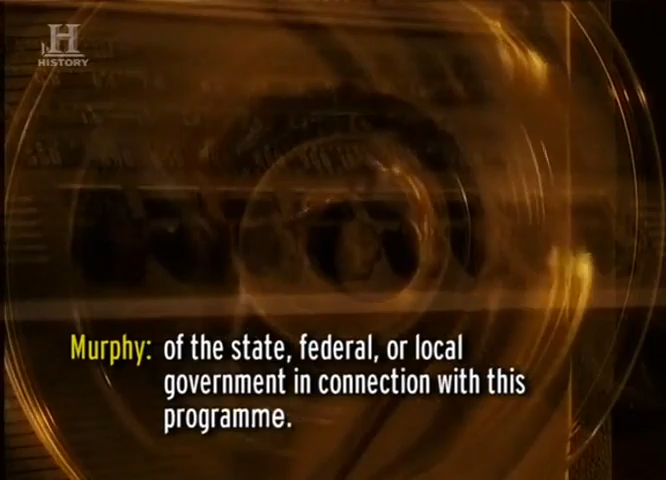 H
HISTORY
Murphy: of the state, federal, or local
government in connection with this
programme.